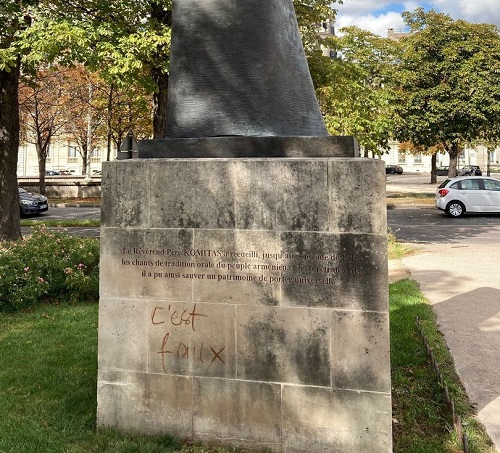 Le Révérend Père KOMITAS a recueilli, jusqu'au
les chants de tradition orale du peuple arménien
il a pu ainsi sauver un patrimoine de portée universelle.
c'est
faux